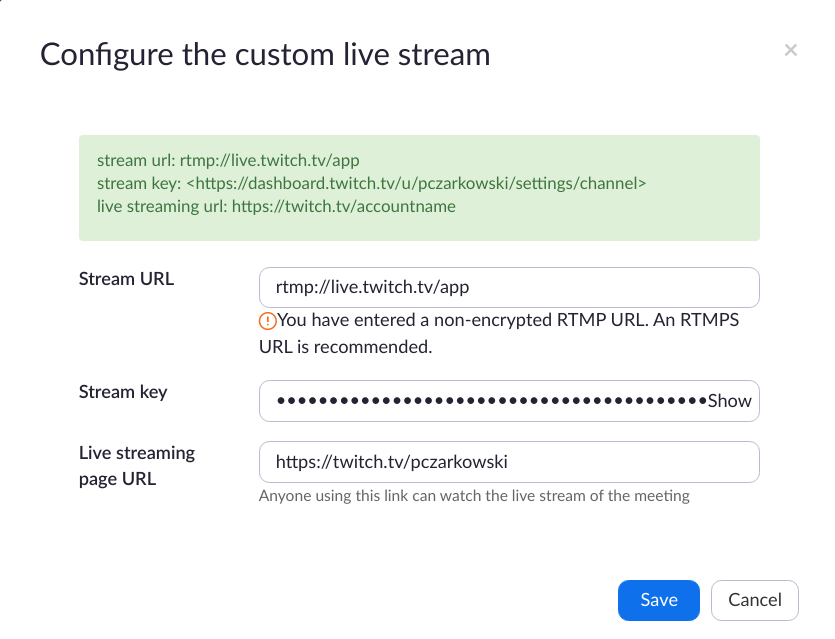 Configure the custom live stream
×
stream url: rtmp://live.twitch.tv/app
stream key: <https://dashboard.twitch.tv/u/pczarkowski/settings/channel>
live streaming url: https://twitch.tv/accountname
Stream URL
rtmp://live.twitch.tv/app
You have entered a non-encrypted RTMP URL. An RTMPS
URL is recommended.
Stream key
••••••••••••••••••••••••••••••••••••••••••Show
Live streaming
page URL
https://twitch.tv/pczarkowski
Anyone using this link can watch the live stream of the meeting
Save
Cancel